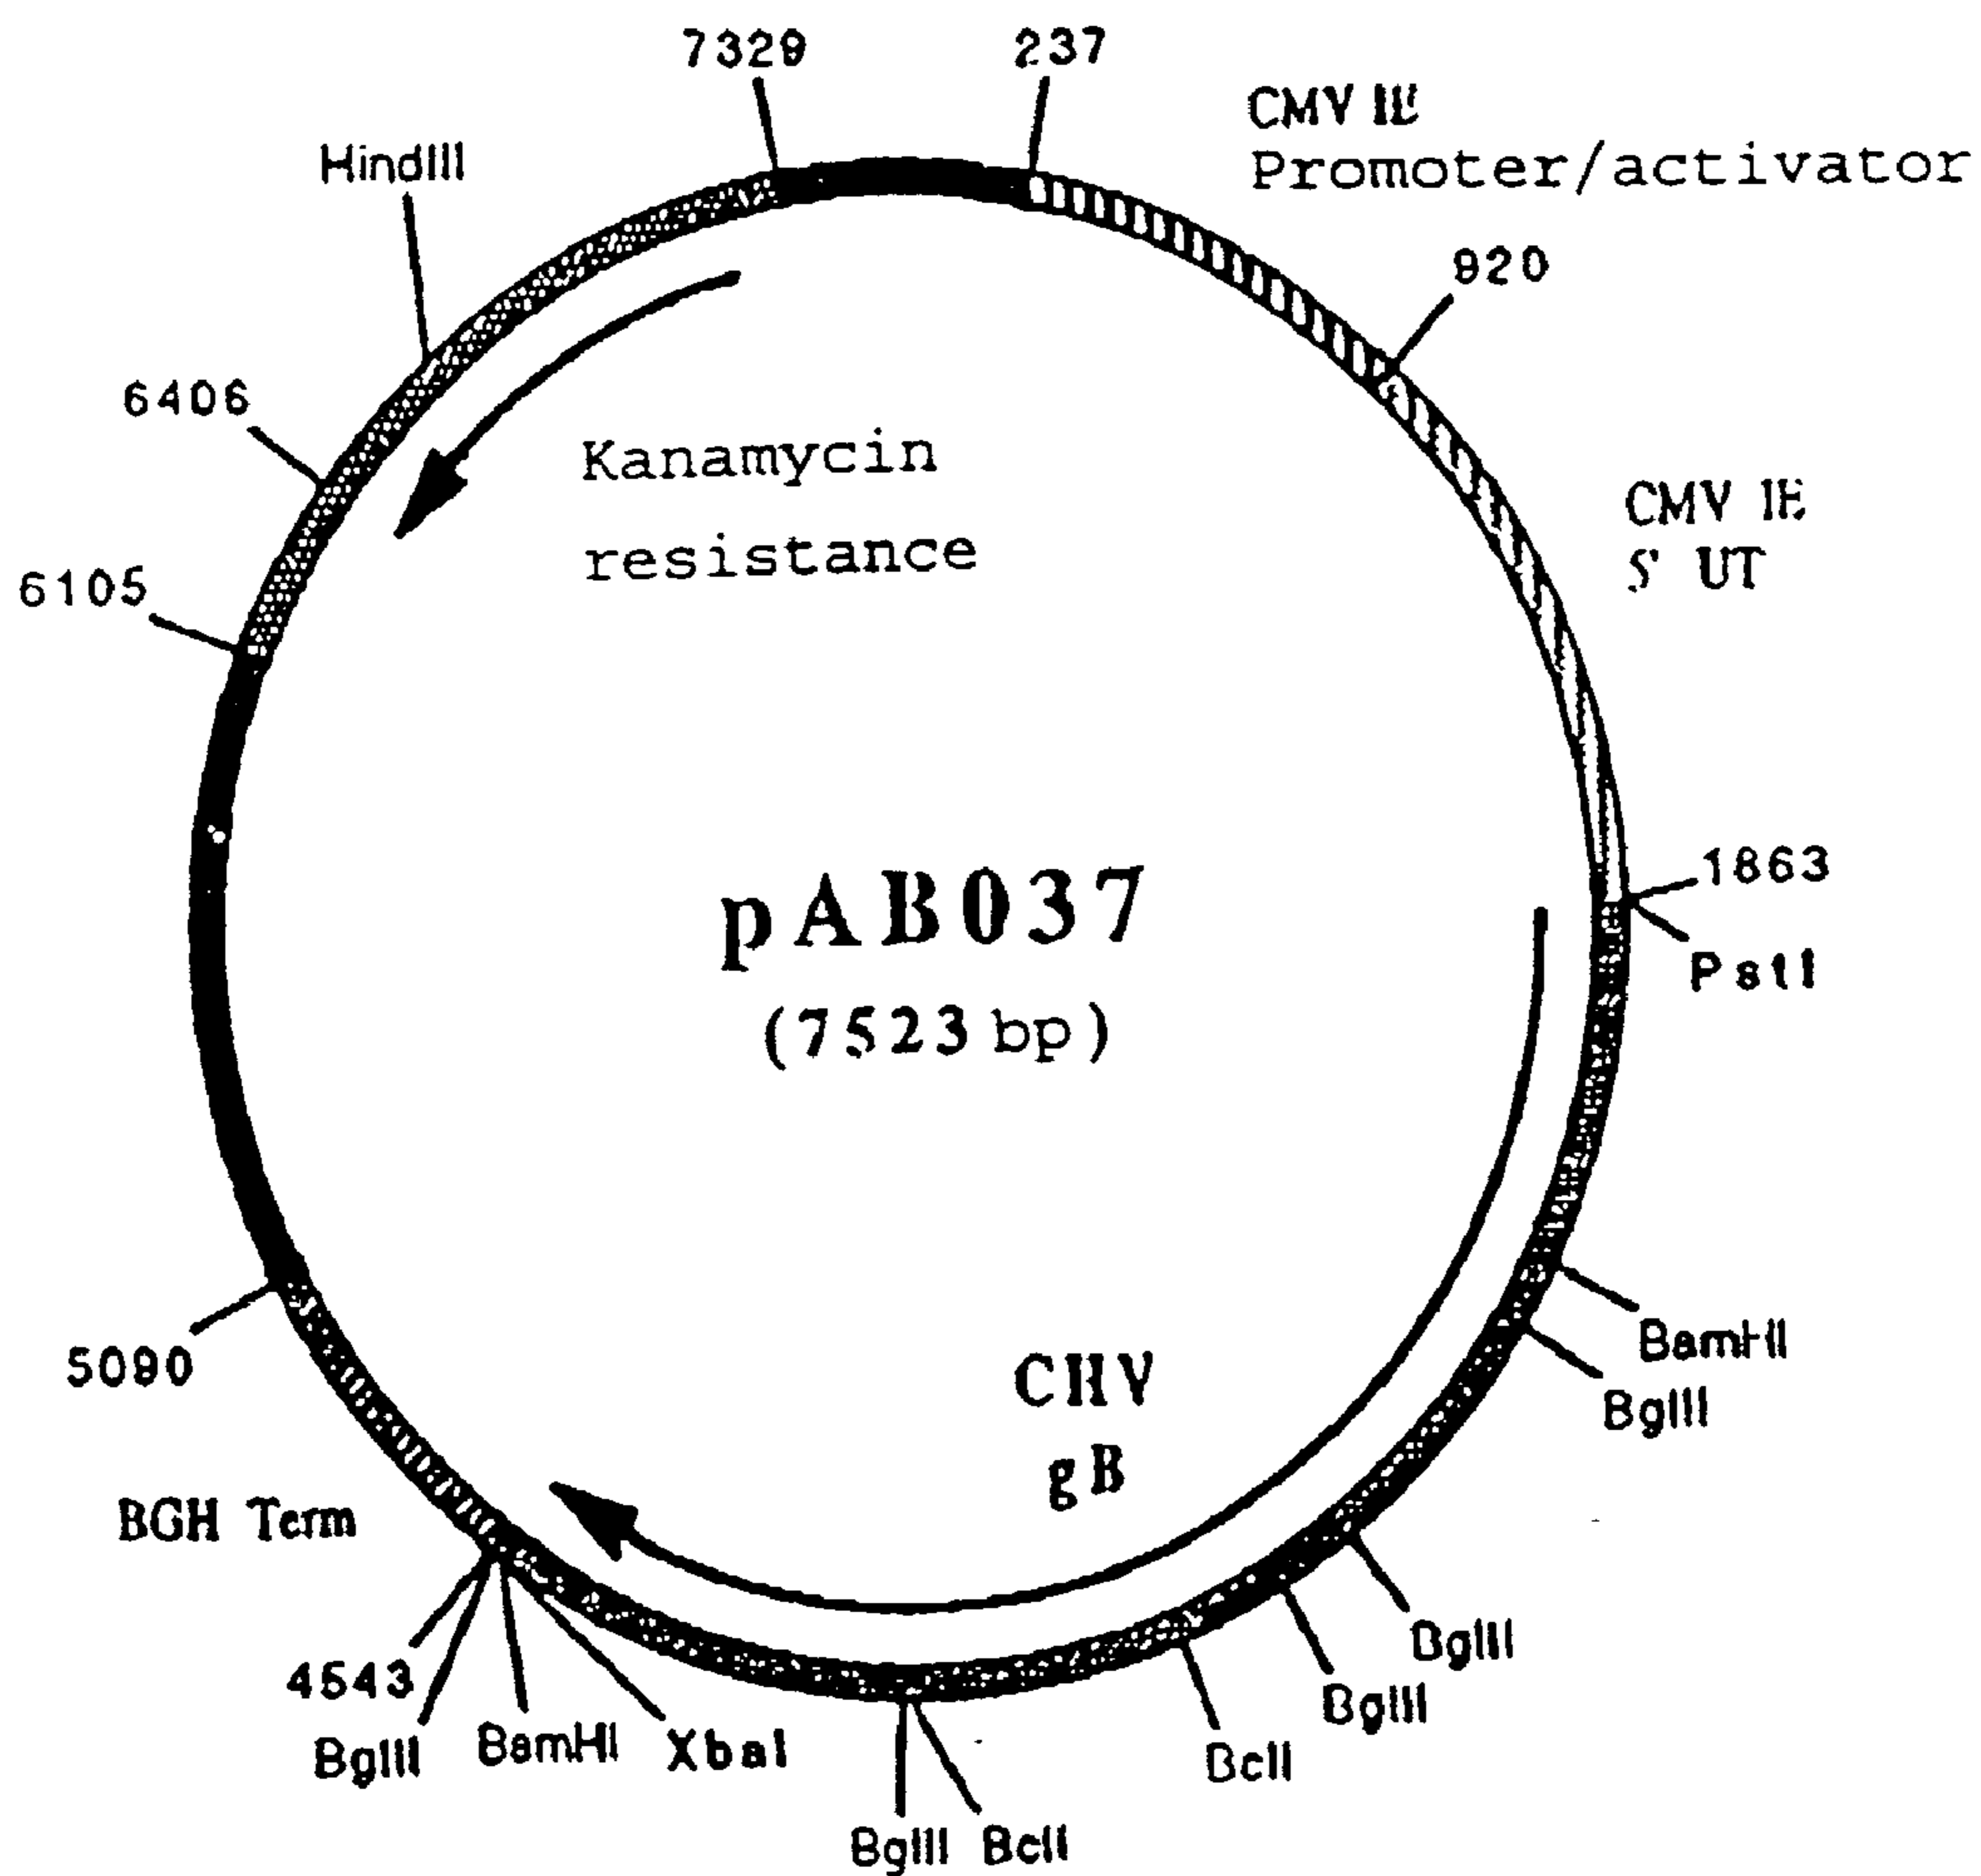 7329
237
CMV IE
Promoter/activator
HindIII
920
6406
Kanamycin
resistance
CMV IE
5' UT
6105
1863
pAB037
PstI
(7523 bp)
BamHI
5090
CHV
BglII
gB
BGH Term
BglII
4543
BglII
BglII
BamHI
XbaI
BclI
BglII
BclI